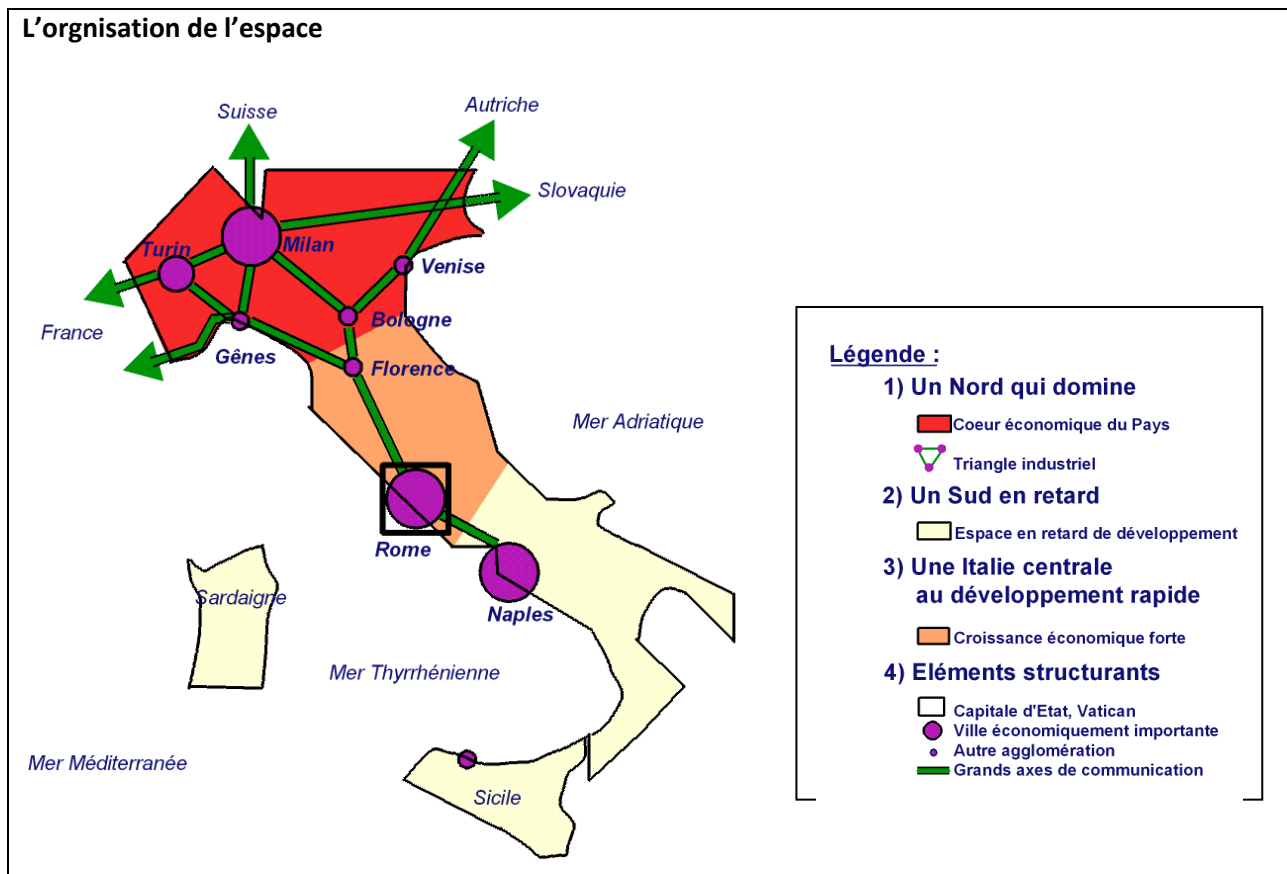 L'orgnisation de l'espace
Suisse
Autriche
Slovaquie
Turin
Milan
Venise
France
Bologne
Gênes
Florence
Mer Adriatique
Rome
Sardaigne
Naples
Mer Thyrrhénienne
Mer Méditerranée
Sicile
Légende :
1) Un Nord qui domine
Coeur économique du Pays
Triangle industriel
2) Un Sud en retard
Espace en retard de développement
3) Une Italie centrale
au développement rapide
Croissance économique forte
4) Eléments structurants
Capitale d'Etat, Vatican
Ville économiquement importante
Autre agglomération
Grands axes de communication